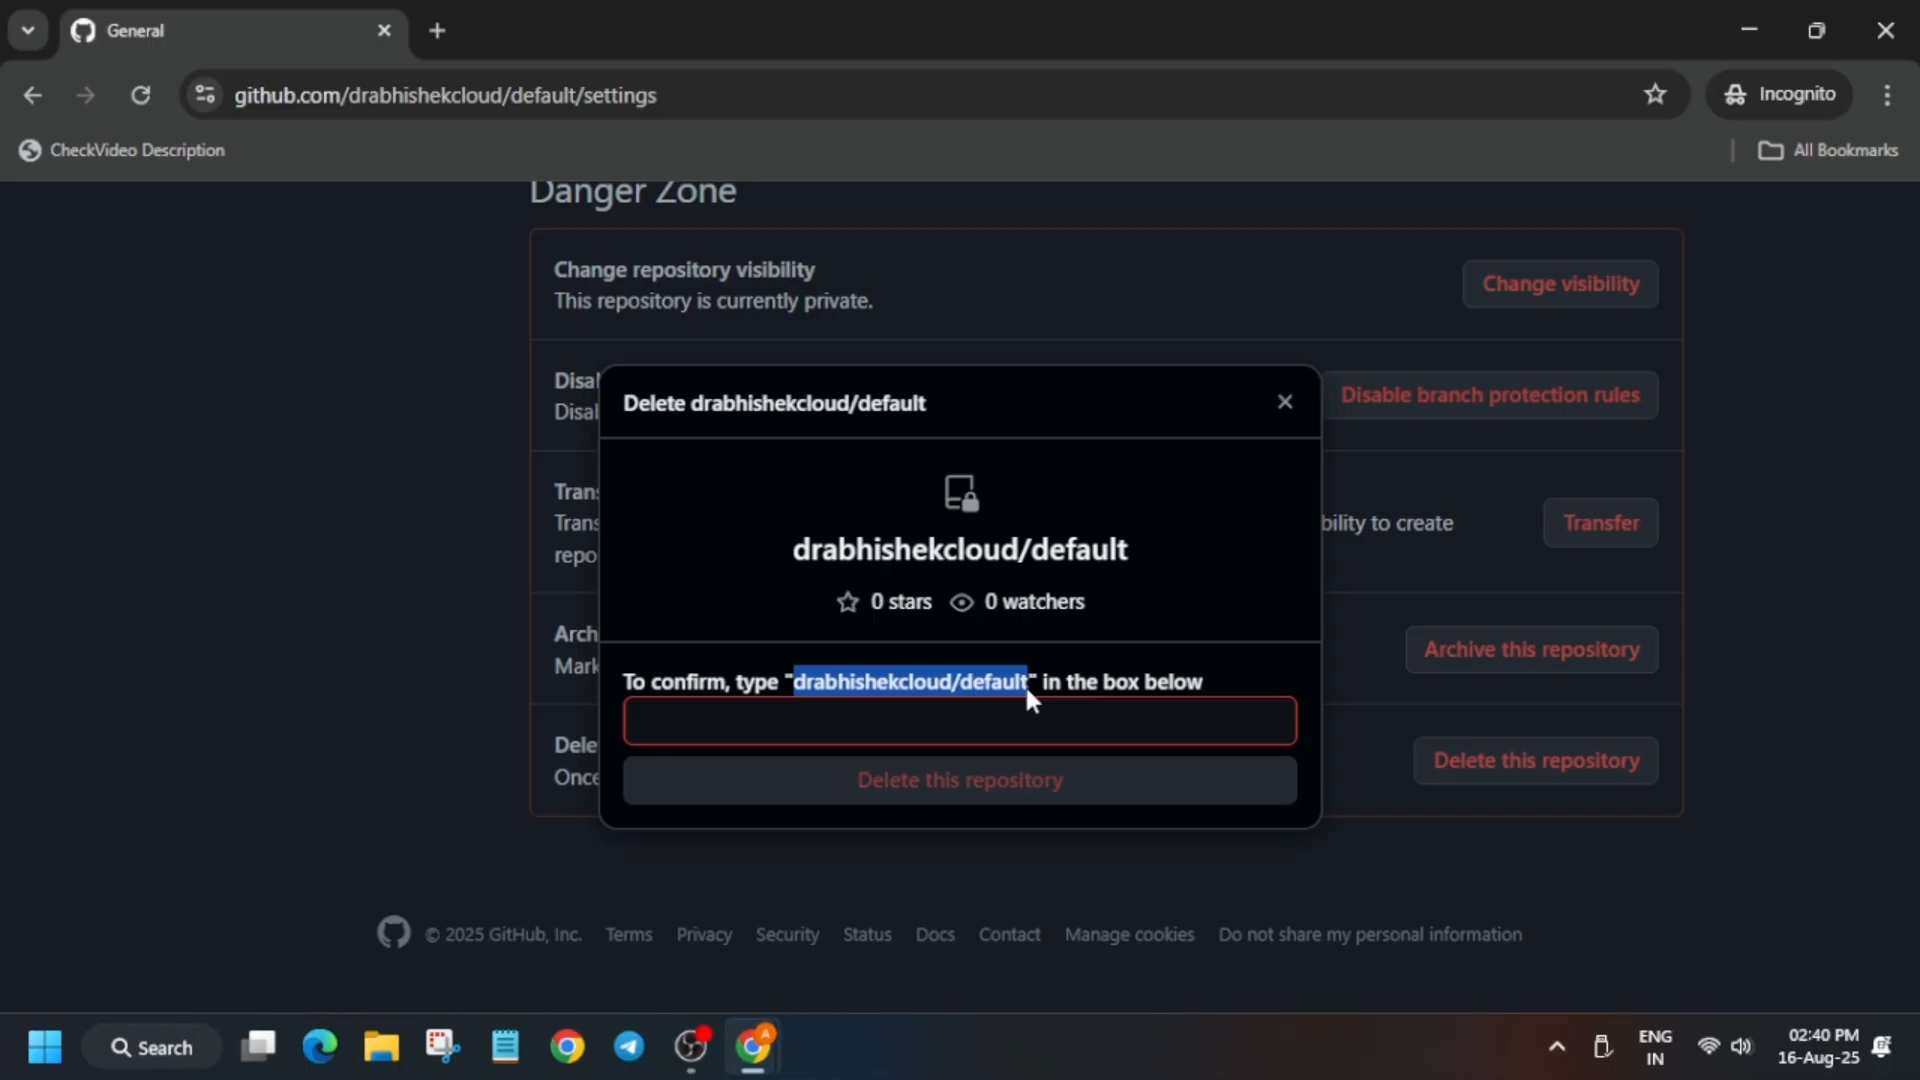 General
github.com/drabhishekcloud/default/settings
Incognito
CheckVideo Description
All Bookmarks
Danger Zone
Change repository visibility
This repository is currently private.
Change visibility
Disal
Disal
Disable branch protection rules
Delete drabhishekcloud/default
drabhishekcloud/default
0 stars 0 watchers
Trans
Trans
repo
bility to create
Transfer
Archi
Mark
Archive this repository
To confirm, type "drabhishekcloud/default" in the box below
Delete this repository
Dele
Once
Delete this repository
© 2025 GitHub, Inc. Terms Privacy Security Status Docs Contact Manage cookies Do not share my personal information
Search
A
ENG
IN
02:40 PM
16-Aug-25